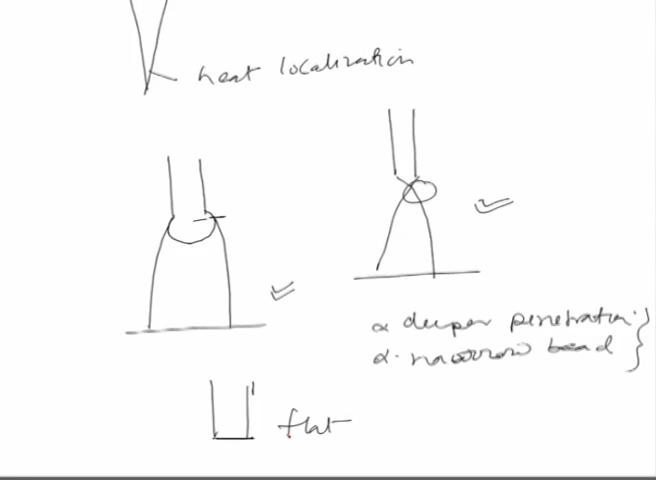 heat localization
α deeper penetration.
α. narrow bead
flat